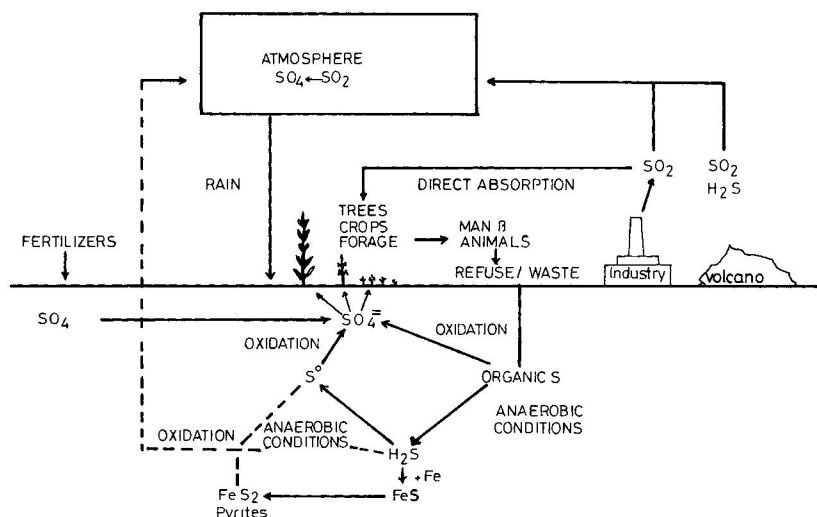 ATMOSPHERE
SO4←SO2
RAIN
DIRECT ABSORPTION
SO2
SO2
H2S
TREES
CROPS
FORAGE
MAN ß
ANIMALS
FERTILIZERS
REFUSE/ WASTE
industry
volcano
SO4
SO4=
OXIDATION
OXIDATION
S°
ORGANIC S
ANAEROBIC
CONDITIONS
OXIDATION
ANAEROBIC
CONDITIONS
H2S
+Fe
FeS2
FeS
Pyrites